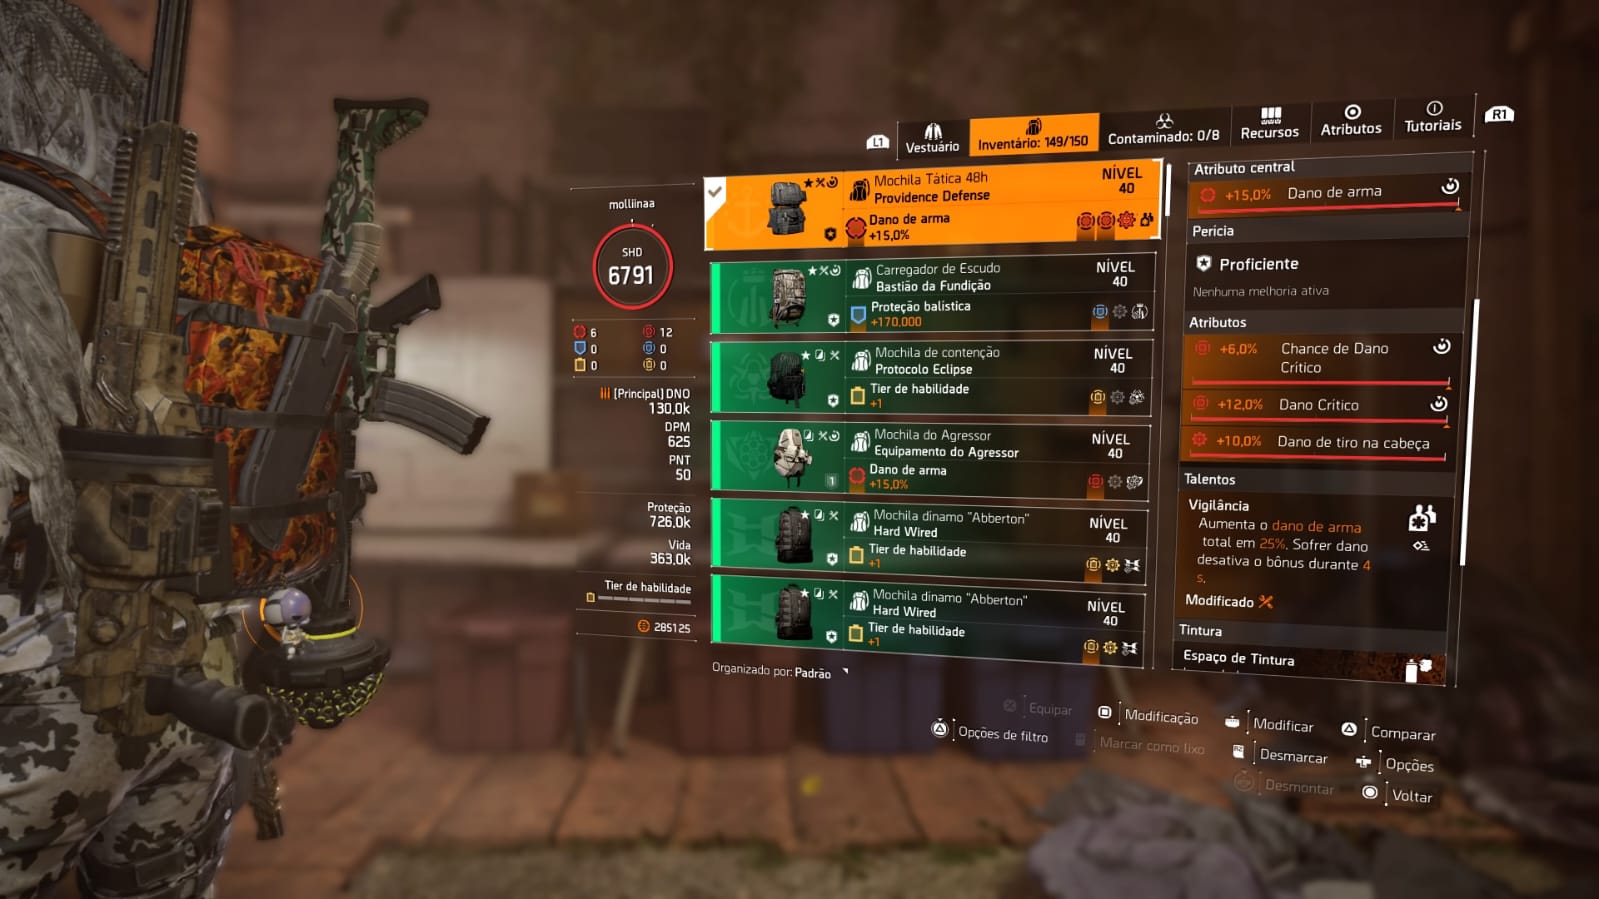 L1
Vestuário
Inventário: 149/150
Contaminado: 0/8
Recursos
Atributos
Tutoriais
R1
molliinaa
SHD
6791
6
12
0
0
0
0
[Principal] DNO
130,0k
DPM
625
PNT
50
Proteção
726,0k
Vida
363,0k
Tier de habilidade
285125
Mochila Tática 48h
Providence Defense
NÍVEL
40
Dano de arma
+15,0%
Carregador de Escudo
Bastião da Fundição
NÍVEL
40
Proteção balística
+170.000
Mochila de contenção
Protocolo Eclipse
NÍVEL
40
Tier de habilidade
+1
Mochila do Agressor
Equipamento do Agressor
NÍVEL
40
Dano de arma
+15,0%
1
Mochila dinamo "Abberton"
Hard Wired
NÍVEL
40
Tier de habilidade
+1
Mochila dinamo "Abberton"
Hard Wired
NÍVEL
40
Tier de habilidade
+1
Organizado por: Padrão
Atributo central
+15,0% Dano de arma
Perícia
Proficiente
Nenhuma melhoria ativa
Atributos
+6,0% Chance de Dano
Crítico
+12,0% Dano Crítico
+10,0% Dano de tiro na cabeça
Talentos
Vigilância
Aumenta o dano de arma
total em 25%. Sofrer dano
desativa o bônus durante 4
s.
Modificado
Tintura
Espaço de Tintura
Equipar
Modificação
Modificar
Comparar
Opções de filtro
Marcar como lixo
Desmarcar
Opções
Desmontar
Voltar